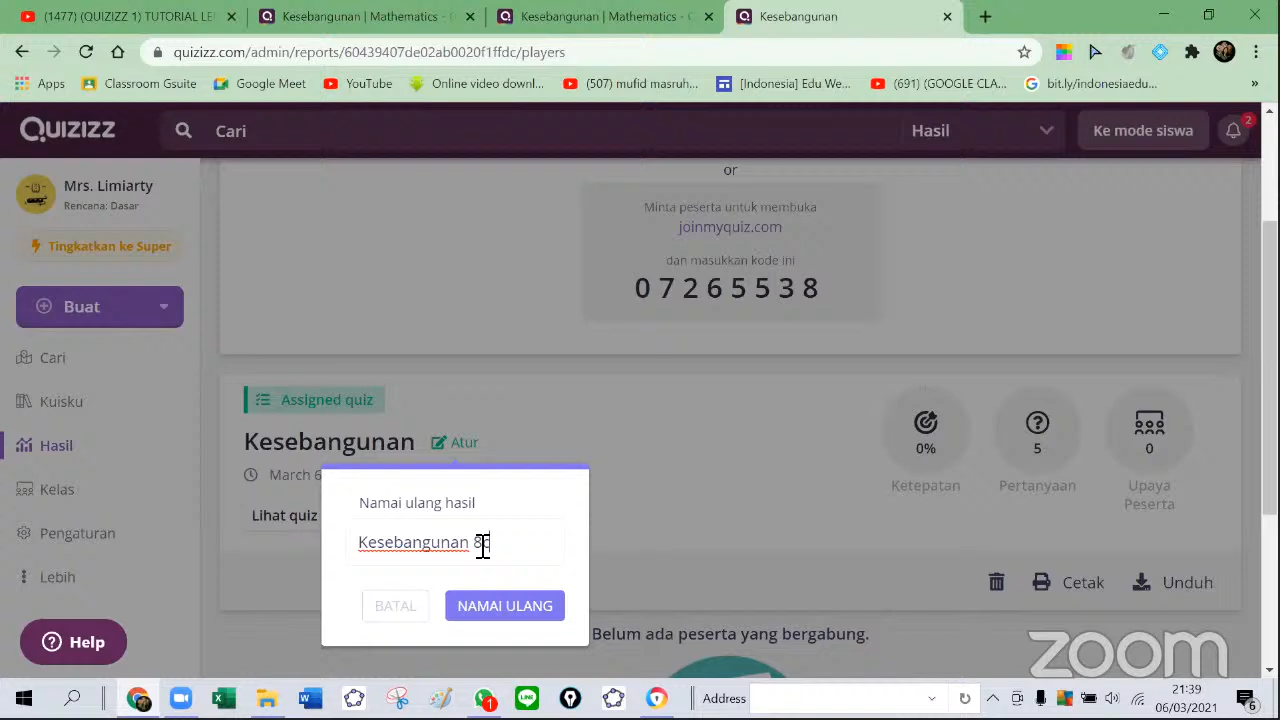 (1477) (QUIZIZZ 1) TUTORIAL LE
Kesebangunan | Mathematics -
Kesebangunan | Mathematics -
Kesebangunan
quizizz.com/admin/reports/60439407de02ab0020f1ffdc/players
Apps
Classroom Gsuite
Google Meet
YouTube
Online video donl...
(507) mufid masruh...
[Indonesia] Edu We...
(691) (GOOGLE CLA...
bit.ly/indonesiaedu...
QUIZIZZ
Cari
Hasil
Ke mode siswa
2
Mrs. Limiarty
Rencana: Dasar
Tingkatkan ke Super
Buat
Cari
Kuisku
Hasil
Kelas
Pengaturan
Lebih
Help
or
Minta peserta untuk membuka
joinmyquiz.com
dan masukkan kode ini
0 7 2 6 5 5 3 8
Assigned quiz
Kesebangunan
Atur
March 6
Lihat quiz
0%
5
0
Ketepatan
Pertanyaan
Upaya
Peserta
Namai ulang hasil
Kesebangunan
BATAL
NAMAI ULANG
Cetak
Unduh
Belum ada peserta yang bergabung.
zoom
Address
1
21:39
06/03/2021
6